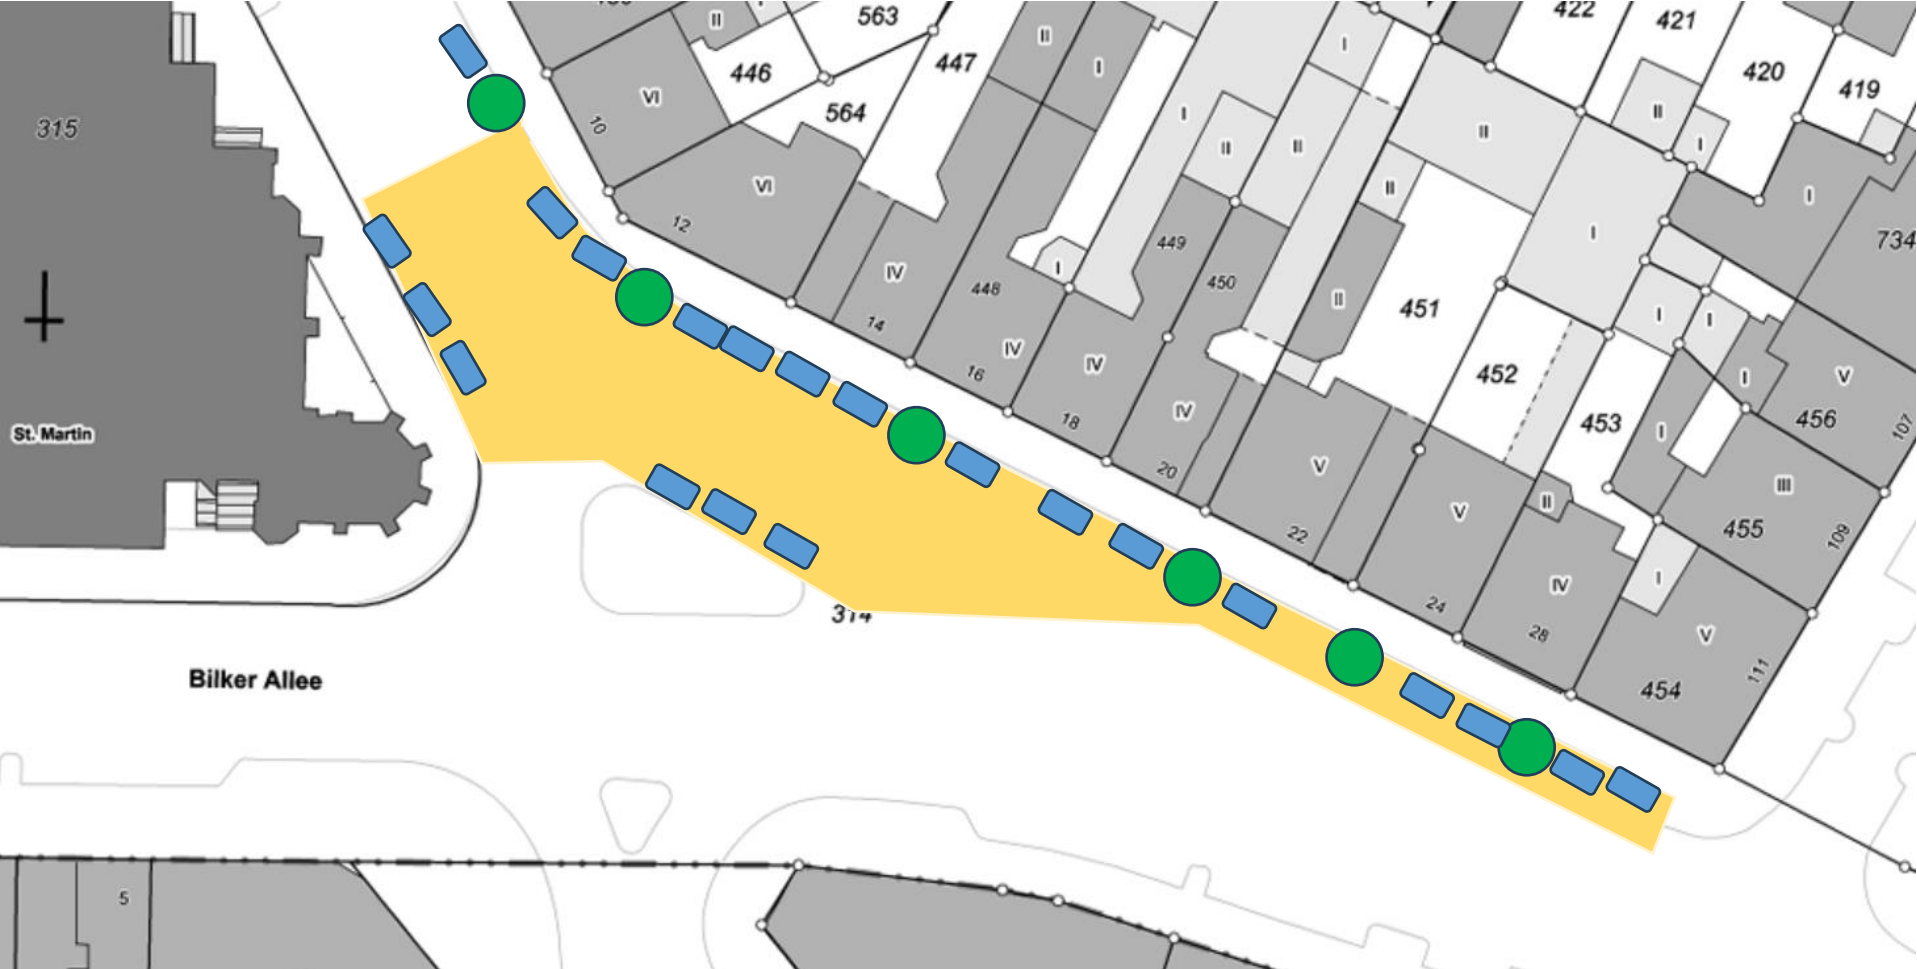 II
563
422
421
II
I
I
447
446
VI
10
564
I
420
419
315
I
II
II
II
II
I
VI
12
II
I
734
449
I
IV
I
450
448
II
451
I
I
14
IV
16
IV
452
I
V
St. Martin
18
IV
453
456
107
I
20
V
III
II
V
22
455
109
IV
I
24
314
28
V
454
111
Bilker Allee
5